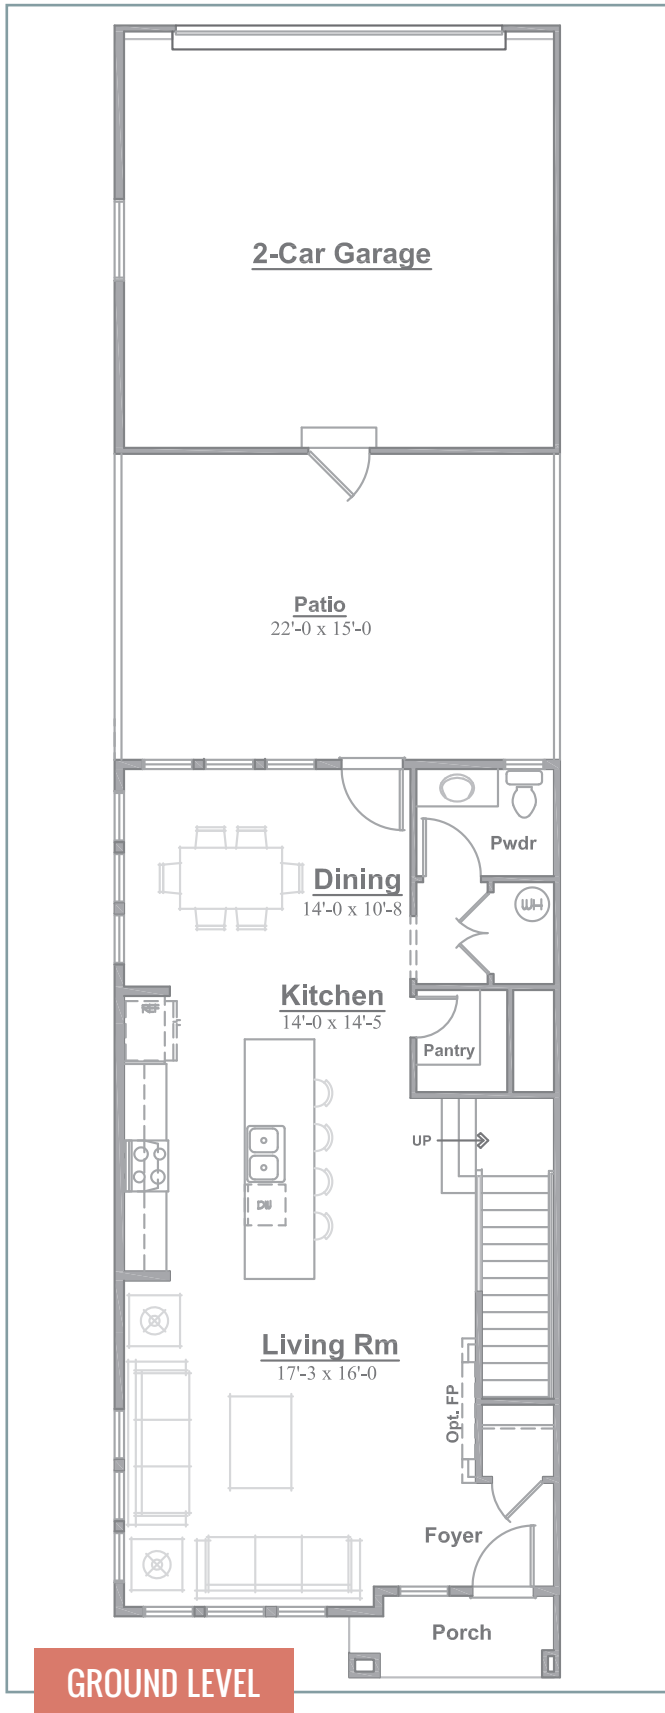 2-Car Garage
Patio
22'-0 x 15'-0
Pwdr
Dining
14'-0 x 10'-8
WH
Kitchen
14'-0 x 14'-5
REF
Pantry
UP
DW
Living Rm
17'-3 x 16'-0
Opt. FP
Foyer
Porch
GROUND LEVEL